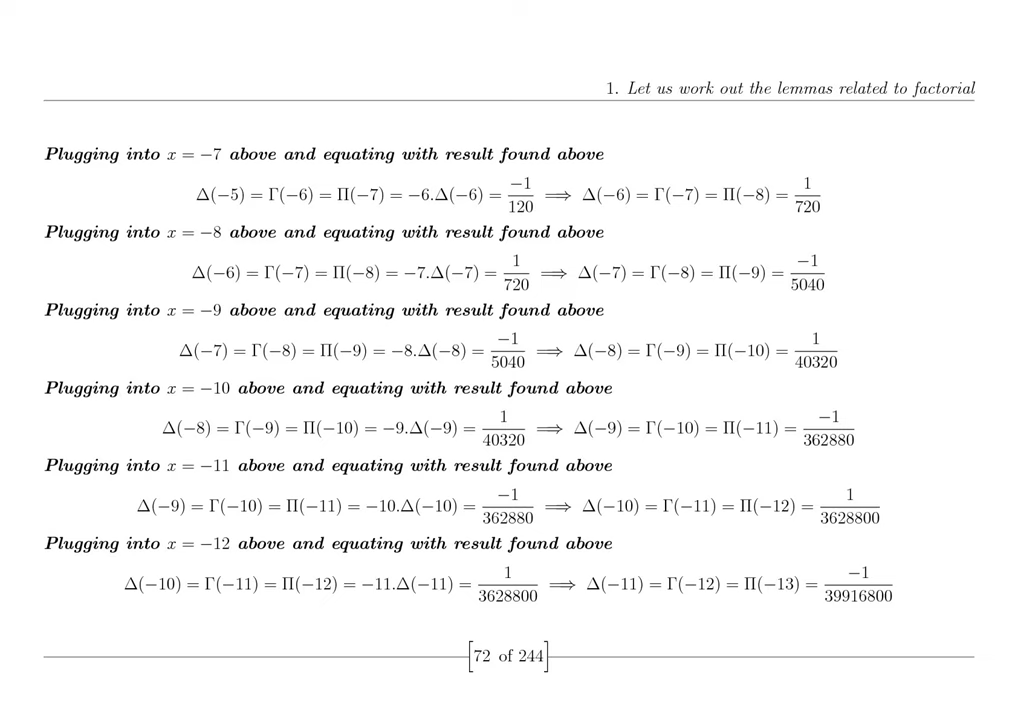 1. Let us work out the lemmas related to factorial
Plugging into x = −7 above and equating with result found above
Δ(−5) = Γ(−6) = Π(−7) = −6.Δ(−6) = −1/120 ⟹ Δ(−6) = Γ(−7) = Π(−8) = 1/720
Plugging into x = −8 above and equating with result found above
Δ(−6) = Γ(−7) = Π(−8) = −7.Δ(−7) = 1/720 ⟹ Δ(−7) = Γ(−8) = Π(−9) = −1/5040
Plugging into x = −9 above and equating with result found above
Δ(−7) = Γ(−8) = Π(−9) = −8.Δ(−8) = −1/5040 ⟹ Δ(−8) = Γ(−9) = Π(−10) = 1/40320
Plugging into x = −10 above and equating with result found above
Δ(−8) = Γ(−9) = Π(−10) = −9.Δ(−9) = 1/40320 ⟹ Δ(−9) = Γ(−10) = Π(−11) = −1/362880
Plugging into x = −11 above and equating with result found above
Δ(−9) = Γ(−10) = Π(−11) = −10.Δ(−10) = −1/362880 ⟹ Δ(−10) = Γ(−11) = Π(−12) = 1/3628800
Plugging into x = −12 above and equating with result found above
Δ(−10) = Γ(−11) = Π(−12) = −11.Δ(−11) = 1/3628800 ⟹ Δ(−11) = Γ(−12) = Π(−13) = −1/39916800
[72 of 244]